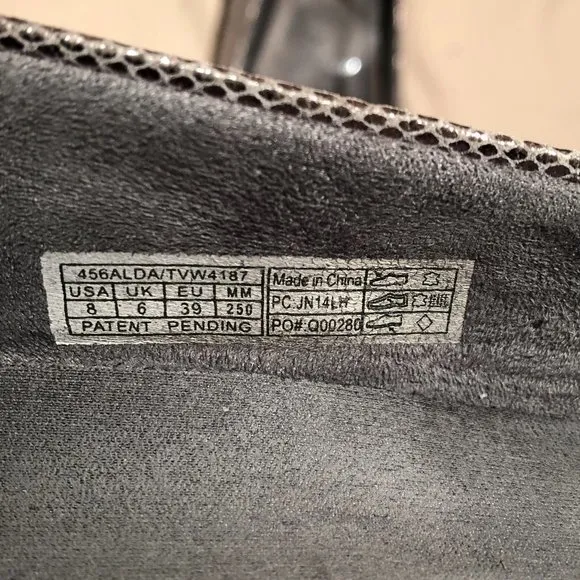 456ALDA/TVW4187
USA UK EU MM
8 6 39 250
PATENT PENDING
Made in China
PC.JN14LH
PO#:Q00280